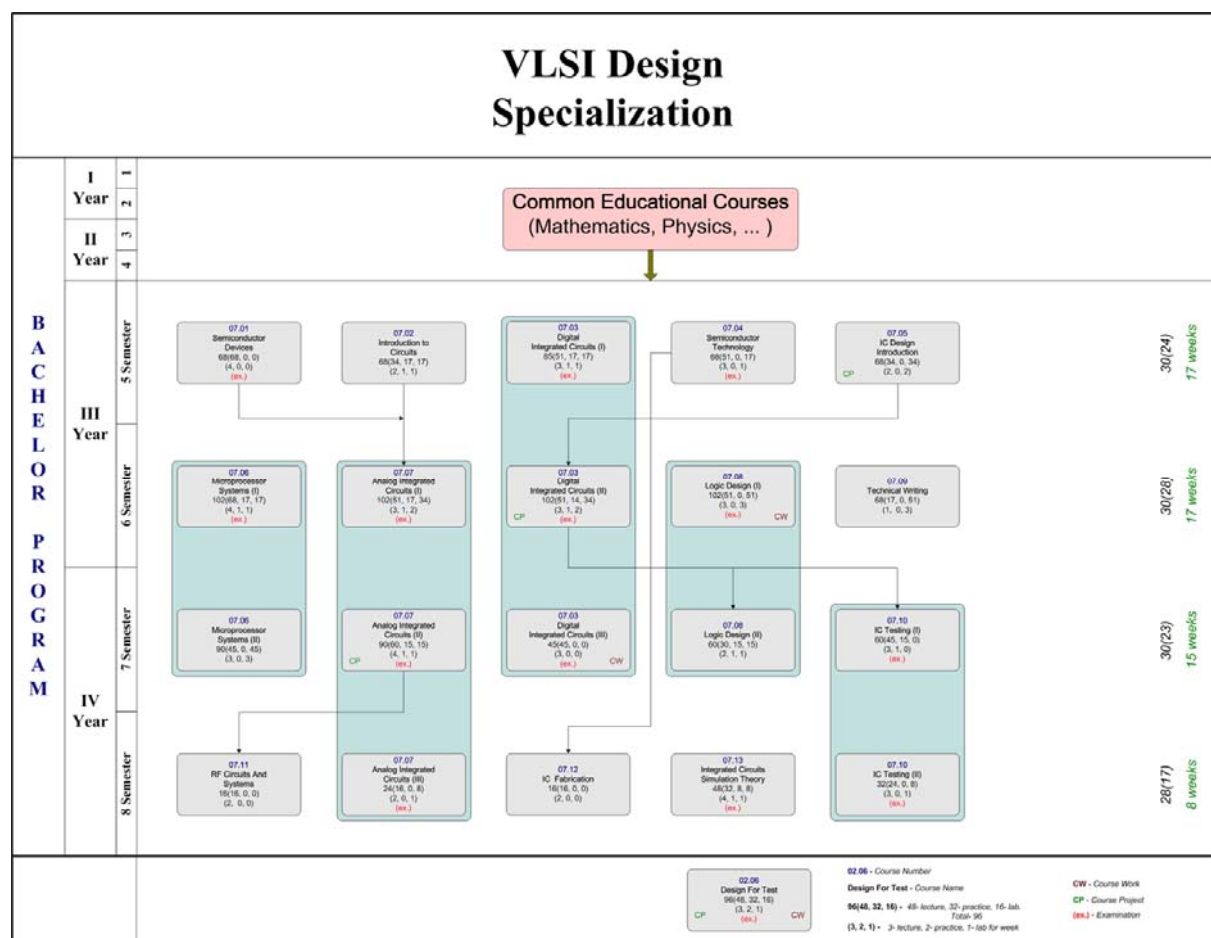 VLSI Design
Specialization
BACHELOR PROGRAM
I
Year
1
2
II
Year
3
4
III
Year
5 Semester
6 Semester
IV
Year
7 Semester
8 Semester
Common Educational Courses
(Mathematics, Physics, ... )
07.01
Semiconductor
Devices
68(68, 0, 0)
(4, 0, 0)
(ex.)
07.02
Introduction to
Circuits
68(34, 17, 17)
(2, 1, 1)
07.03
Digital
Integrated Circuits (I)
85(51, 17, 17)
(3, 1, 1)
(ex.)
07.04
Semiconductor
Technology
68(51, 0, 17)
(3, 0, 1)
(ex.)
07.05
IC Design
Introduction
68(34, 0, 34)
(2, 0, 2)
CP
30(24)
17 weeks
07.06
Microprocessor
Systems (I)
102(68, 17, 17)
(4, 1, 1)
(ex.)
07.07
Analog Integrated
Circuits (I)
102(51, 17, 34)
(3, 1, 2)
(ex.)
07.03
Digital
Integrated Circuits (II)
102(51, 14, 34)
(3, 1, 2)
CP
(ex.)
07.08
Logic Design (I)
102(51, 0, 51)
(3, 0, 3)
(ex.)
CW
07.09
Technical Writing
68(17, 0, 51)
(1, 0, 3)
30(28)
17 weeks
07.06
Microprocessor
Systems (II)
90(45, 0, 45)
(3, 0, 3)
07.07
Analog Integrated
Circuits (II)
90(60, 15, 15)
(4, 1, 1)
CP
(ex.)
07.03
Digital
Integrated Circuits (III)
45(45, 0, 0)
(3, 0, 0)
(ex.)
CW
07.08
Logic Design (II)
60(30, 15, 15)
(2, 1, 1)
07.10
IC Testing (I)
60(45, 15, 0)
(3, 1, 0)
(ex.)
30(23)
15 weeks
07.11
RF Circuits And
Systems
16(16, 0, 0)
(2, 0, 0)
07.07
Analog Integrated
Circuits (III)
24(16, 0, 8)
(2, 0, 1)
(ex.)
07.12
IC Fabrication
16(16, 0, 0)
(2, 0, 0)
07.13
Integrated Circuits
Simulation Theory
48(32, 8, 8)
(4, 1, 1)
(ex.)
07.10
IC Testing (II)
32(24, 0, 8)
(3, 0, 1)
(ex.)
28(17)
8 weeks
02.06
Design For Test
96(48, 32, 16)
(3, 2, 1)
CP
(ex.)
CW
02.06 - Course Number
Design For Test - Course Name
96(48, 32, 16) - 48- lecture, 32- practice, 16- lab.
Total- 96
(3, 2, 1) - 3- lecture, 2- practice, 1- lab for week
CW - Course Work
CP - Course Project
(ex.) - Examination